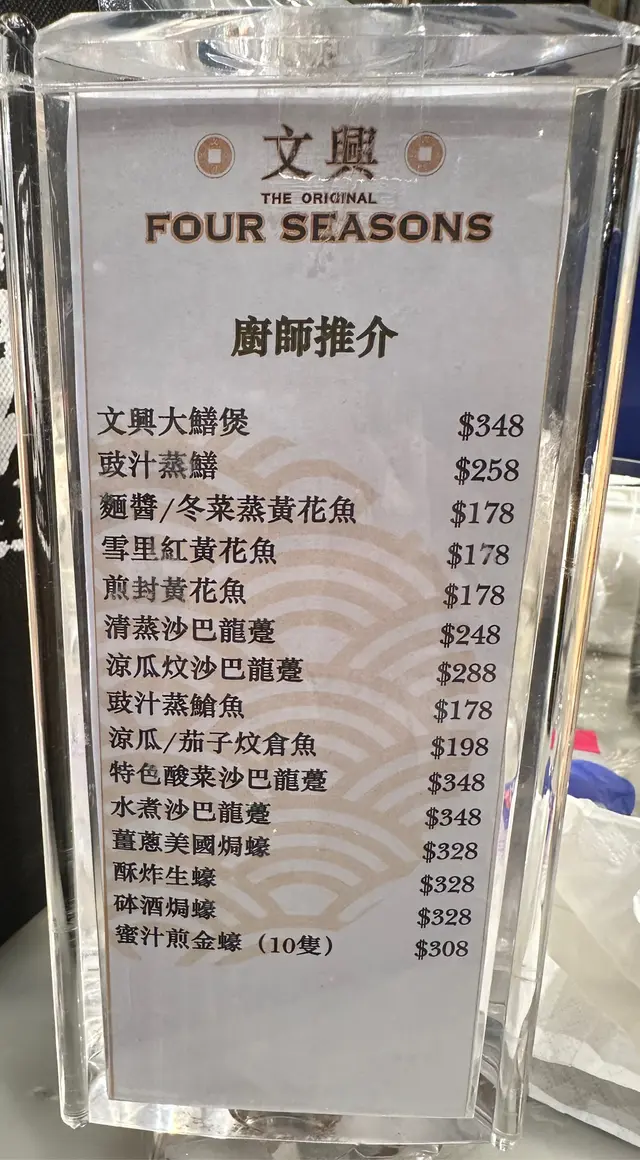 文興
THE ORIGINAL
FOUR SEASONS
廚師推介
文興大鱔煲 $348
豉汁蒸鱔 $258
麵醬/冬菜蒸黃花魚 $178
雪里紅黃花魚 $178
煎封黃花魚 $178
清蒸沙巴龍躉 $248
涼瓜炆沙巴龍躉 $288
豉汁蒸鯧魚 $178
涼瓜/茄子炆倉魚 $198
特色酸菜沙巴龍躉 $348
水煮沙巴龍躉 $348
薑蔥美國焗蠔 $328
酥炸生蠔 $328
砵酒焗蠔 $328
蜜汁煎金蠔（10隻） $308